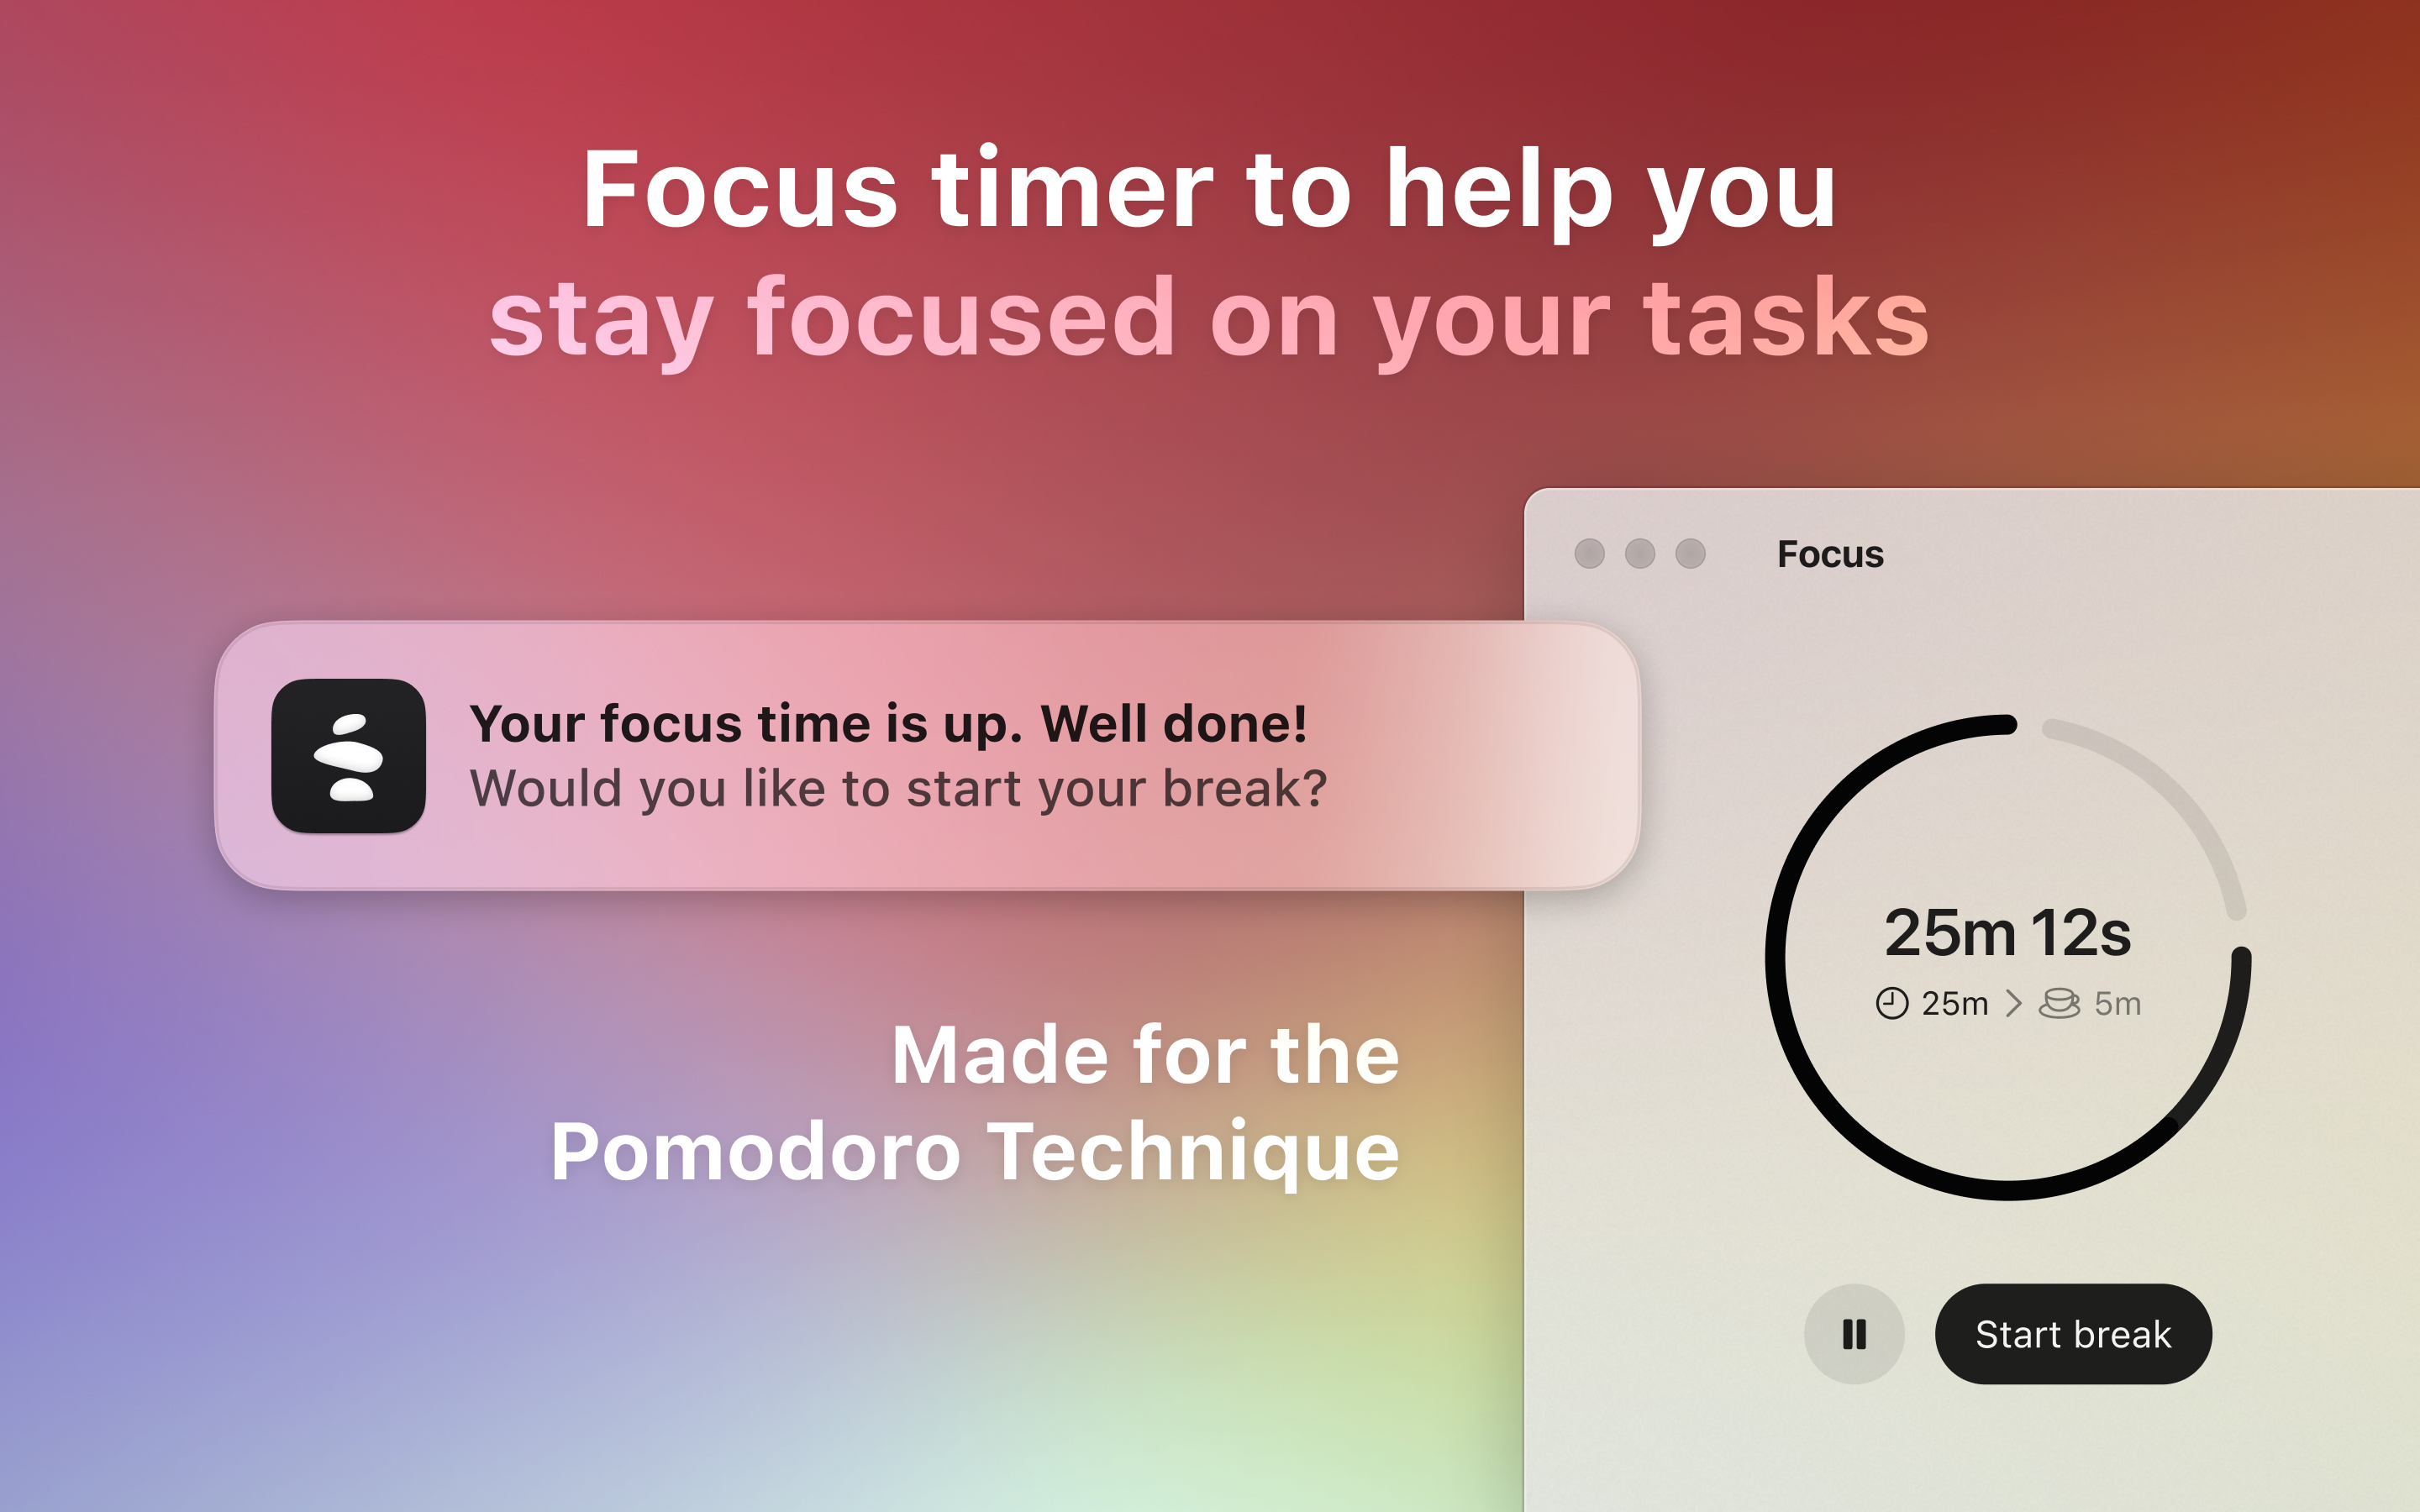 Focus timer to help you
stay focused on your tasks
Focus
Your focus time is up. Well done!
Would you like to start your break?
25m 12s
25m > 5m
Made for the
Pomodoro Technique
Start break